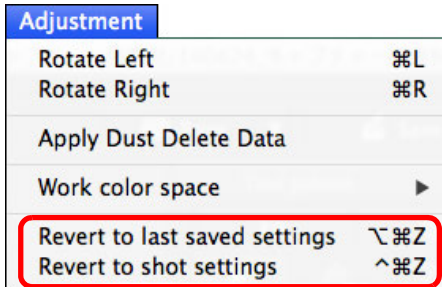 Adjustment
Rotate Left ⌘L
Rotate Right ⌘R
Apply Dust Delete Data
Work color space ▶
Revert to last saved settings ⌥⌘Z
Revert to shot settings ^⌘Z